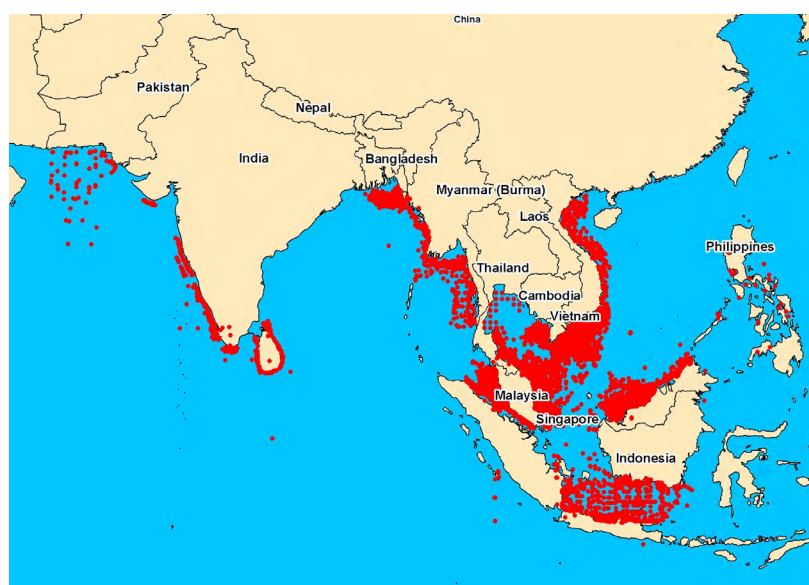 China
Pakistan
Nepal
India
Bangladesh
Myanmar (Burma)
Laos
Philippines
Thailand
Cambodia
Vietnam
Malaysia
Singapore
Indonesia